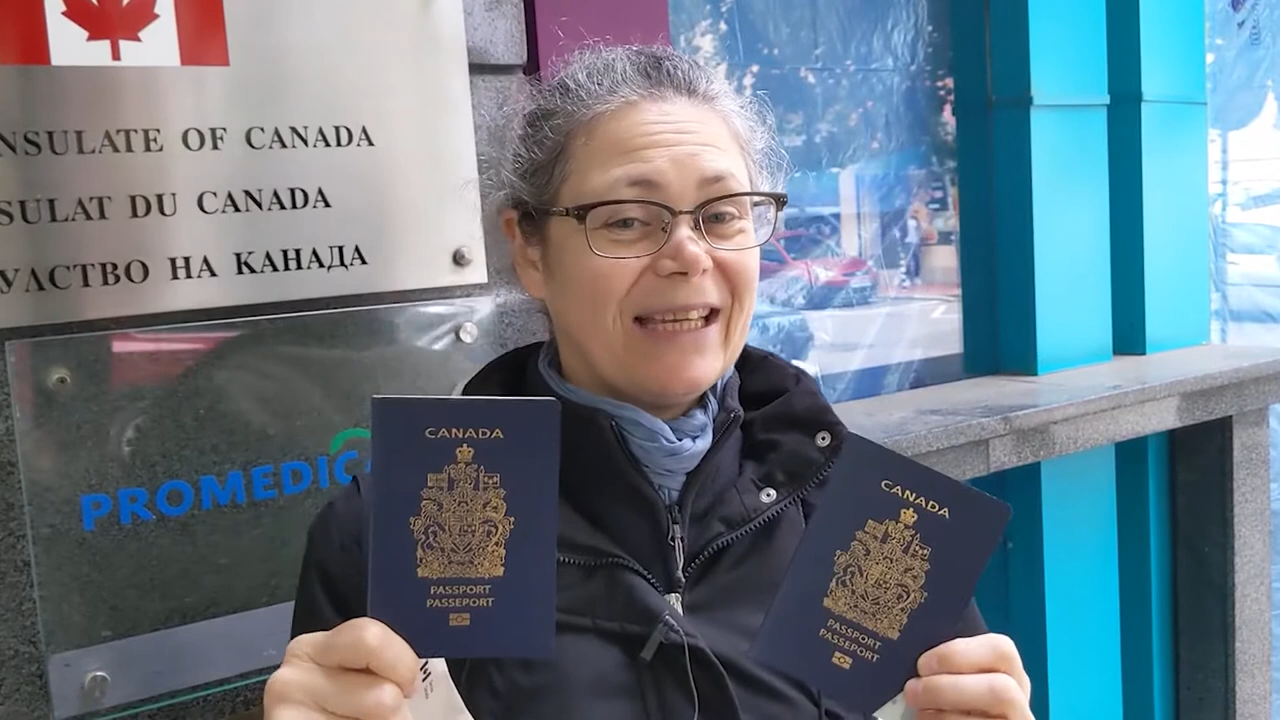 NSULATE OF CANADA
SULAT DU CANADA
УЛСТВО НА КАНАДА
PROMEDIC
CANADA
PASSPORT
PASSEPORT
CANADA
PASSPORT
PASSEPORT